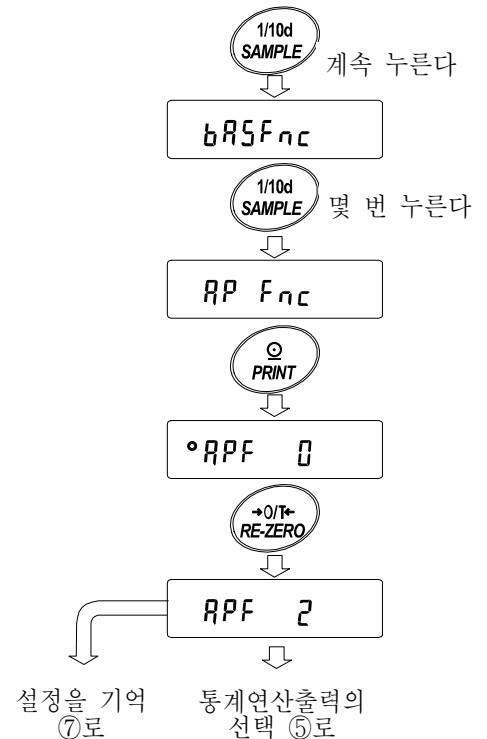 1/10d
SAMPLE
계속 누른다
bASFnc
1/10d
SAMPLE
몇 번 누른다
AP Fnc
PRINT
APF 0
→0/T←
RE-ZERO
APF 2
설정을 기억
⑦로
통계연산출력의
선택 ⑤로